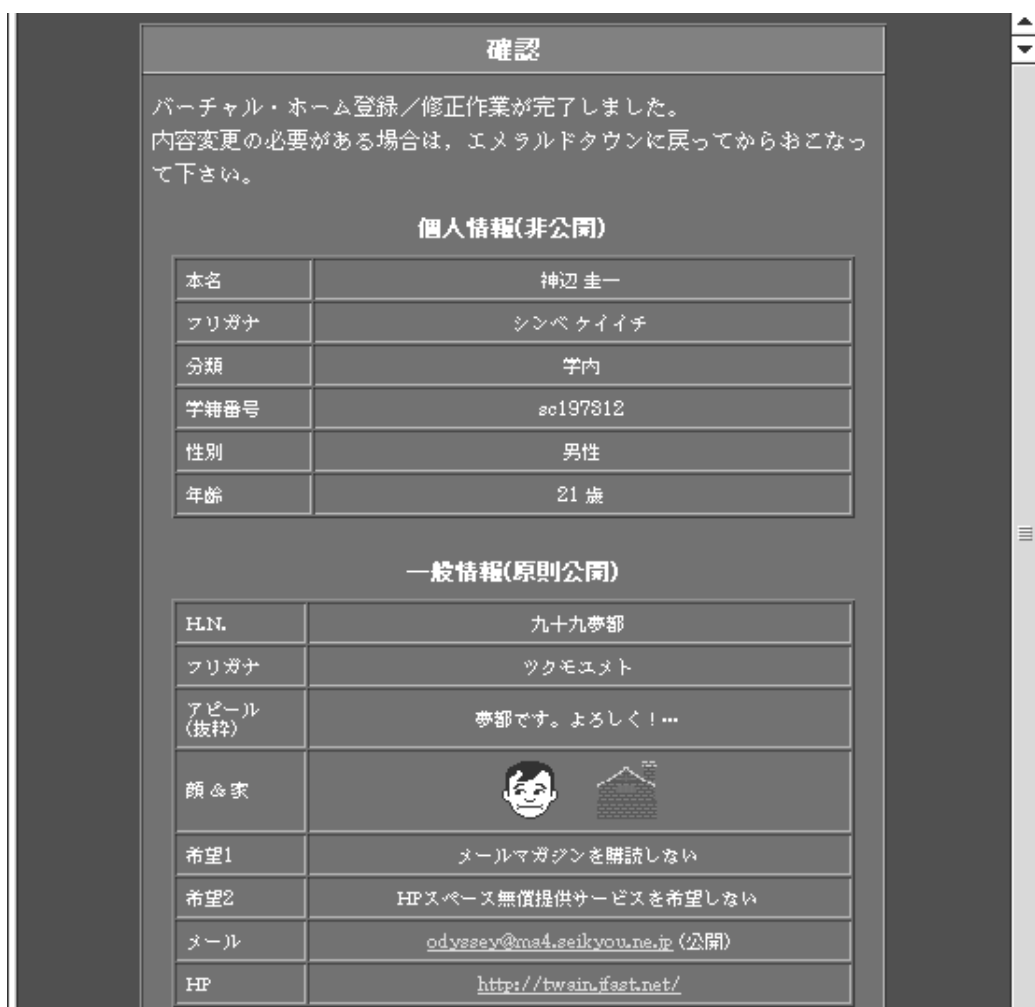 確認
バーチャル・ホーム登録／修正作業が完了しました。
内容変更の必要がある場合は，エメラルドタウンに戻ってからおこなっ
て下さい。
個人情報(非公開)
本名 神辺 圭一
フリガナ シンベ ケイイチ
分類 学内
学籍番号 sc197312
性別 男性
年齢 21 歳
一般情報(原則公開)
H.N. 九十九夢都
フリガナ ツクモユメト
アピール
(抜粋) 夢都です。よろしく！…
顔 & 家
希望1 メールマガジンを購読しない
希望2 HPスペース無償提供サービスを希望しない
メール odyssey@ma4.seikyou.ne.jp (公開)
HP http://twain.jfast.net/